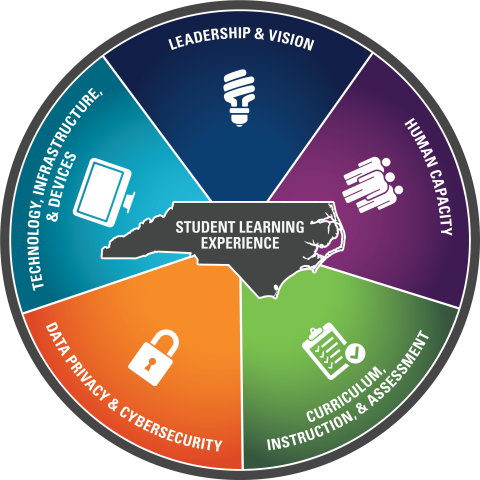 LEADERSHIP & VISION
HUMAN CAPACITY
CURRICULUM,
INSTRUCTION, & ASSESSMENT
DATA PRIVACY & CYBERSECURITY
TECHNOLOGY, INFRASTRUCTURE,
& DEVICES
STUDENT LEARNING
EXPERIENCE